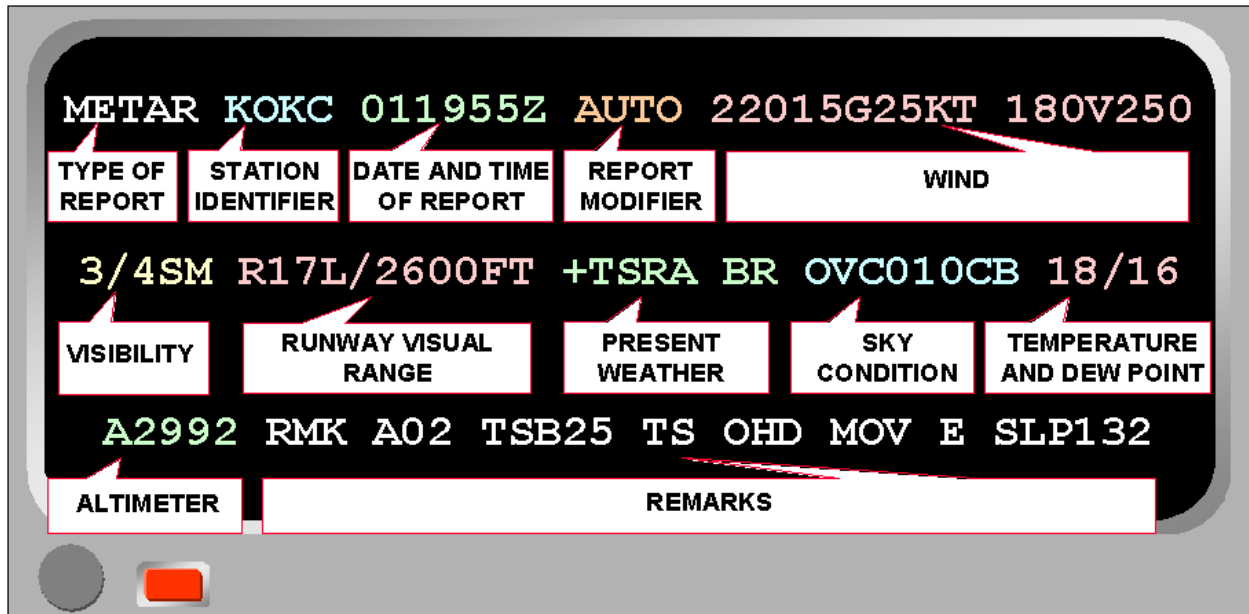 METAR KOKC 011955Z AUTO 22015G25KT 180V250
TYPE OF REPORT
STATION IDENTIFIER
DATE AND TIME OF REPORT
REPORT MODIFIER
WIND
3/4SM R17L/2600FT +TSRA BR OVC010CB 18/16
VISIBILITY
RUNWAY VISUAL RANGE
PRESENT WEATHER
SKY CONDITION
TEMPERATURE AND DEW POINT
A2992 RMK A02 TSB25 TS OHD MOV E SLP132
ALTIMETER
REMARKS